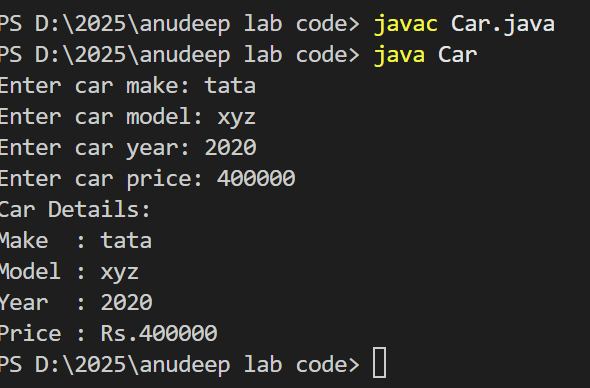 PS D:\2025\anudeep lab code> javac Car.java
PS D:\2025\anudeep lab code> java Car
Enter car make: tata
Enter car model: xyz
Enter car year: 2020
Enter car price: 400000
Car Details:
Make  : tata
Model : xyz
Year  : 2020
Price : Rs.400000
PS D:\2025\anudeep lab code>